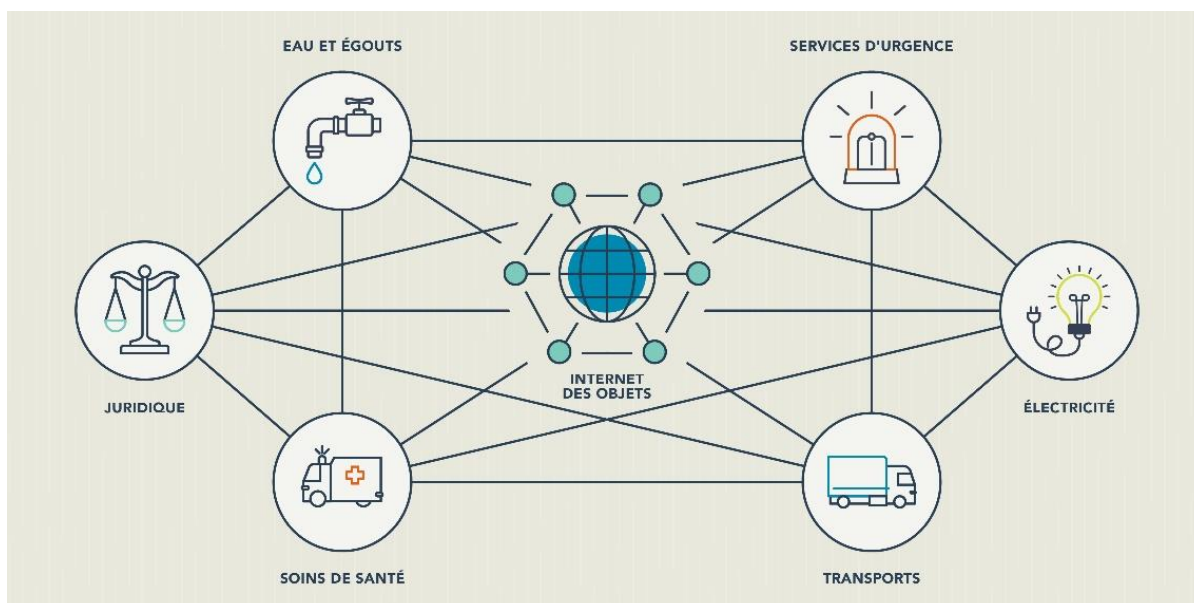 EAU ET ÉGOUTS
SERVICES D'URGENCE
JURIDIQUE
INTERNET
DES OBJETS
ÉLECTRICITÉ
SOINS DE SANTÉ
TRANSPORTS